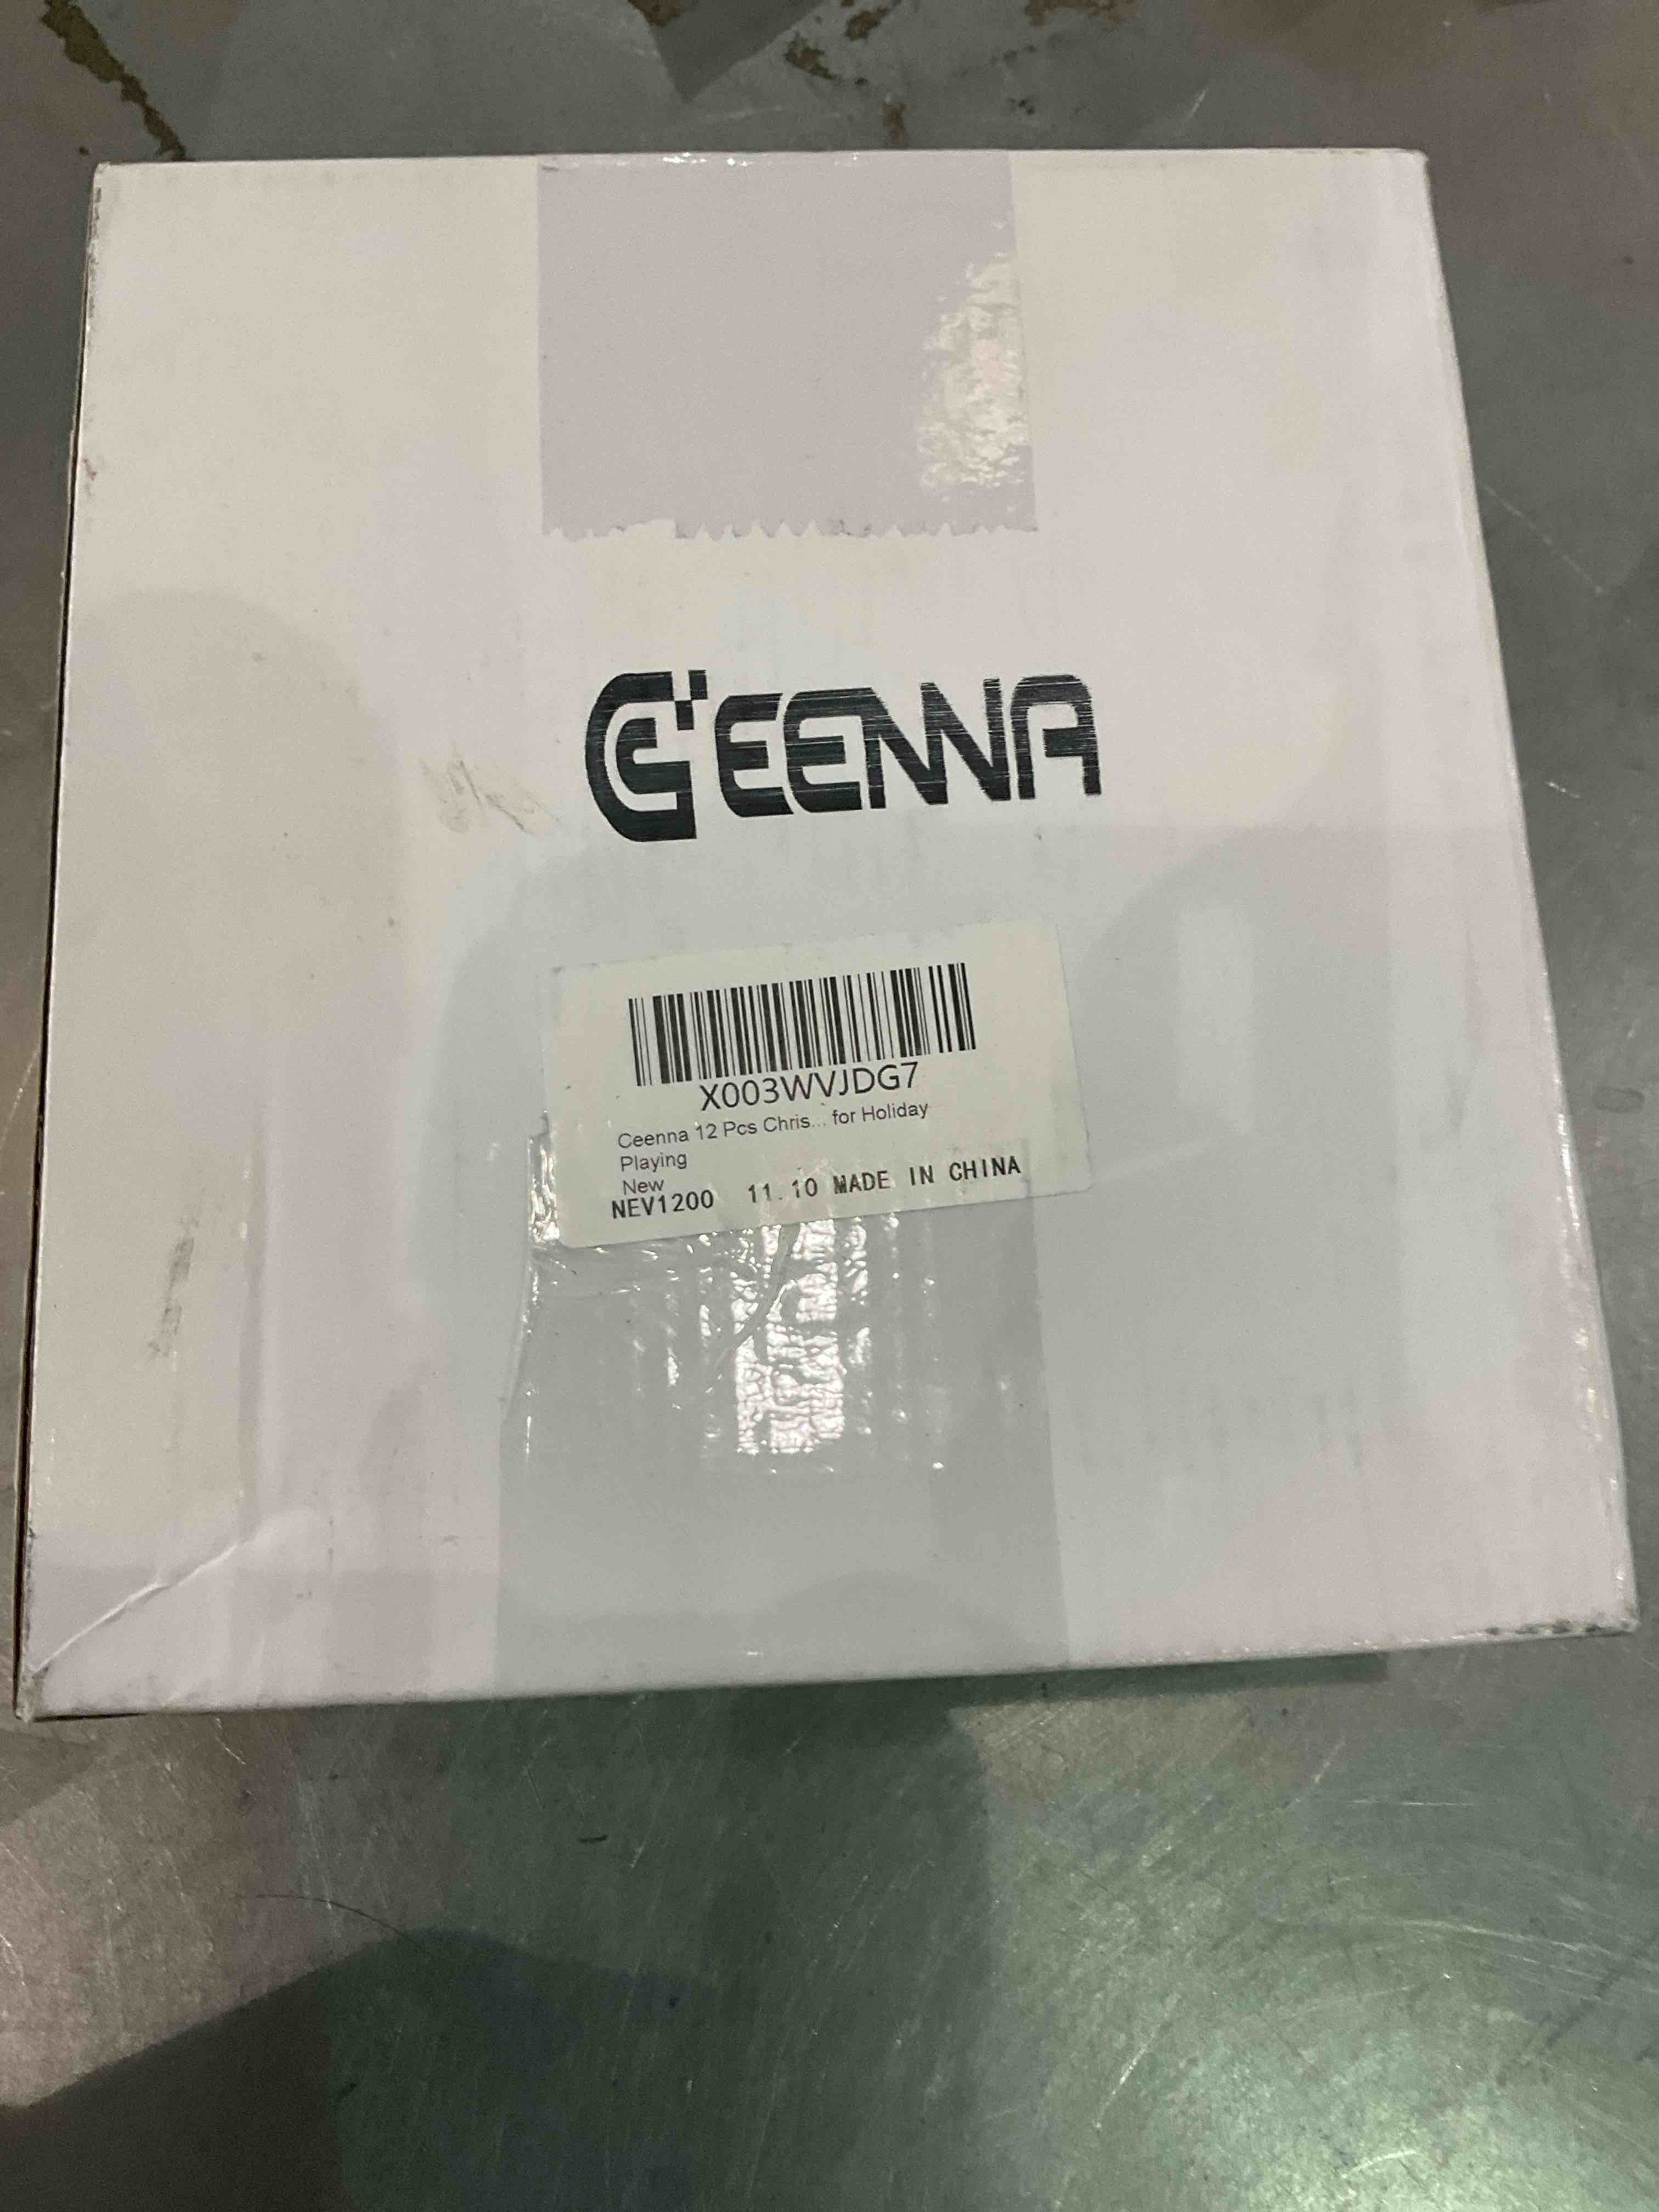 CEENNA
X003WVJDG7
Ceenna 12 Pcs Chris... for Holiday
Playing
New
NEV1200 11.10 MADE IN CHINA